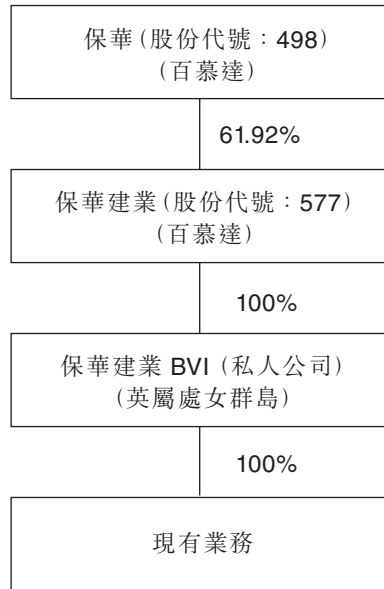 保華(股份代號：498)
(百慕達)
61.92%
保華建業(股份代號：577)
(百慕達)
100%
保華建業 BVI (私人公司)
(英屬處女群島)
100%
現有業務